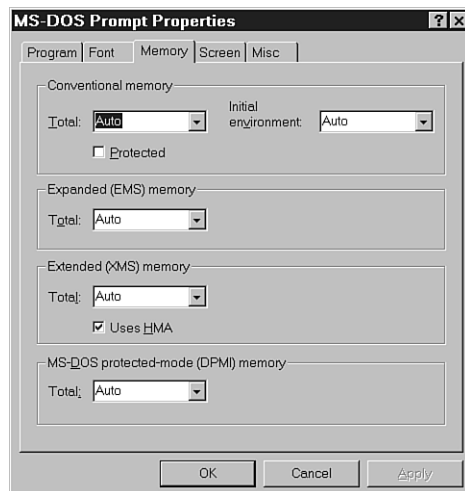 MS-DOS Prompt Properties
Program Font Memory Screen Misc
Conventional memory
Total: Auto Initial environment: Auto
Protected
Expanded (EMS) memory
Total: Auto
Extended (XMS) memory
Total: Auto
Uses HMA
MS-DOS protected-mode (DPMI) memory
Total: Auto
OK Cancel Apply